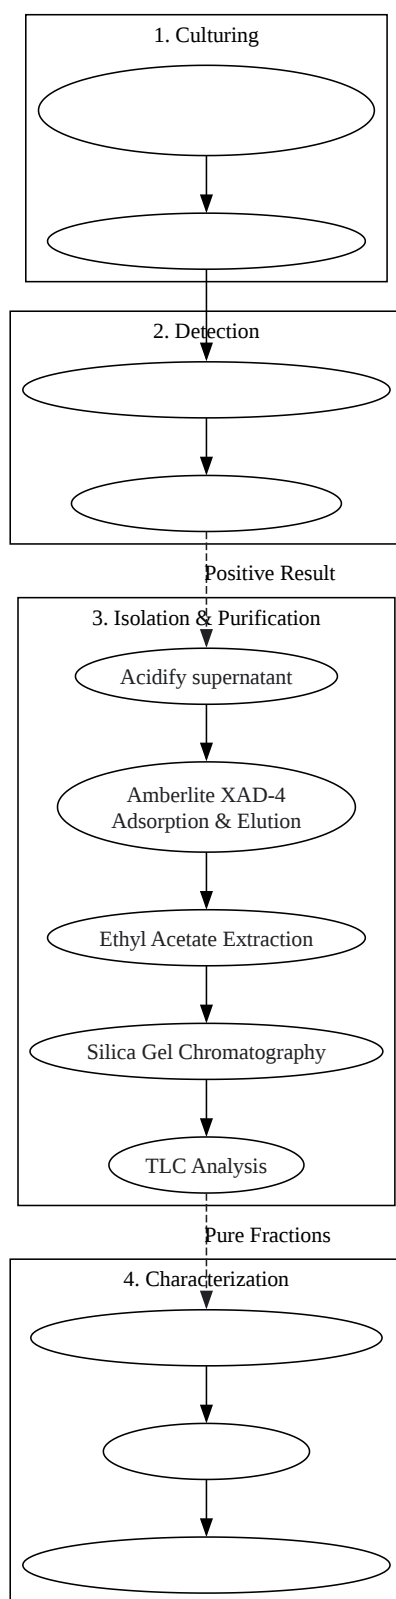 1. Culturing
2. Detection
Positive Result
3. Isolation & Purification
Acidify supernatant
Amberlite XAD-4
Adsorption & Elution
Ethyl Acetate Extraction
Silica Gel Chromatography
TLC Analysis
Pure Fractions
4. Characterization